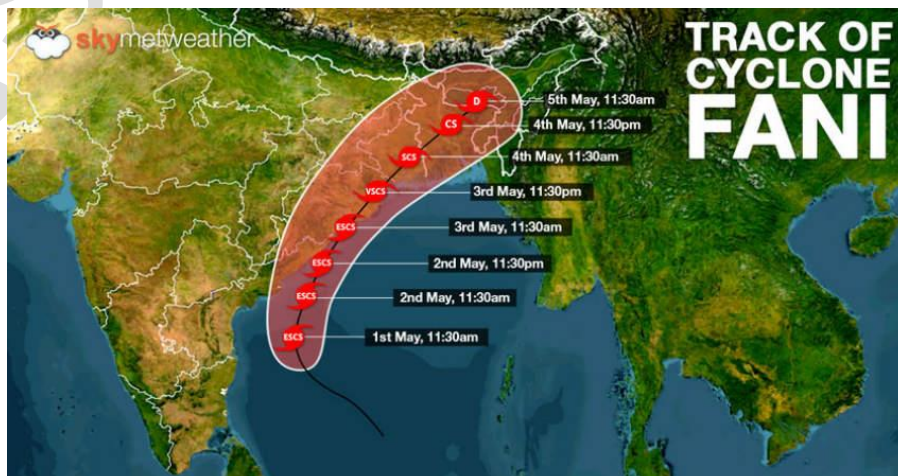 skymetweather
TRACK OF
CYCLONE
FANI
D
5th May, 11:30am
CS
4th May, 11:30pm
SCS
4th May, 11:30am
VSCS
3rd May, 11:30pm
ESCS
3rd May, 11:30am
ESCS
2nd May, 11:30pm
ESCS
2nd May, 11:30am
ESCS
1st May, 11:30am